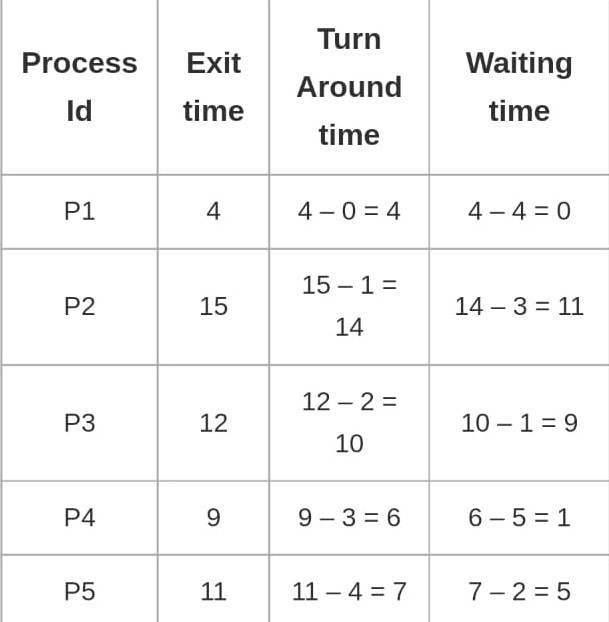 Process Id
Exit time
Turn Around time
Waiting time
P1
4
4 – 0 = 4
4 – 4 = 0
P2
15
15 – 1 =
14
14 – 3 = 11
P3
12
12 – 2 =
10
10 – 1 = 9
P4
9
9 – 3 = 6
6 – 5 = 1
P5
11
11 – 4 = 7
7 – 2 = 5